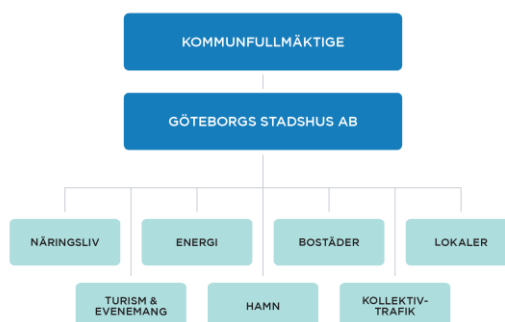 KOMMUNFULLMÄKTIGE
GÖTEBORGS STADSHUS AB
NÄRINGSLIV
ENERGI
BOSTÄDER
LOKALER
TURISM &
EVENEMANG
HAMN
KOLLEKTIV-
TRAFIK